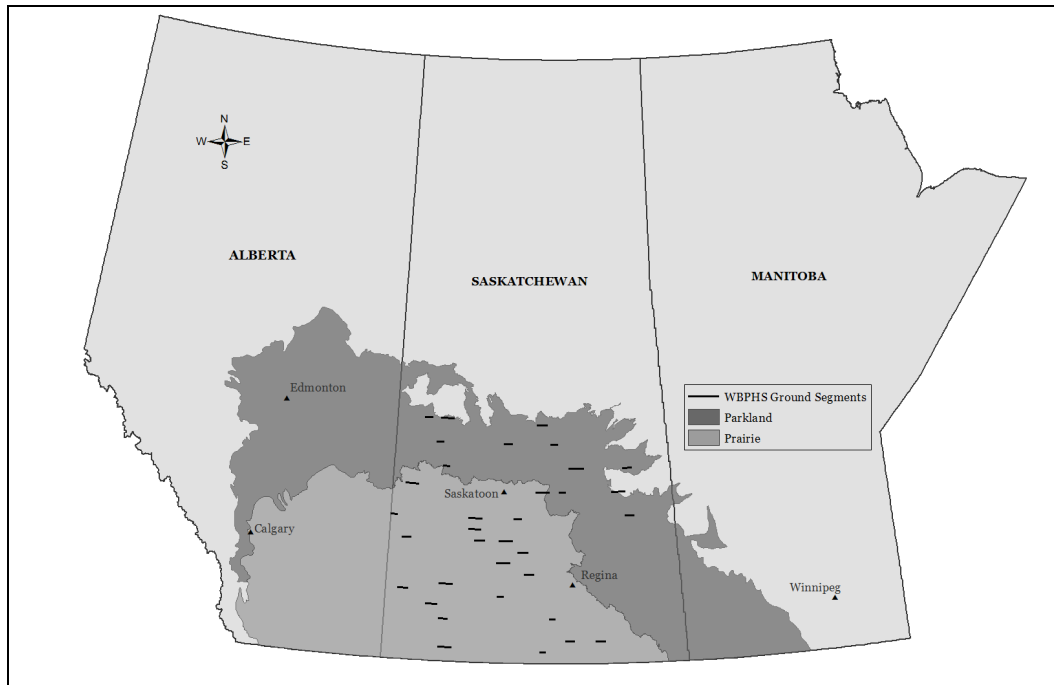 N
W E
S
ALBERTA
SASKATCHEWAN
MANITOBA
Edmonton
WBPHS Ground Segments
Parkland
Prairie
Saskatoon
Calgary
Regina
Winnipeg